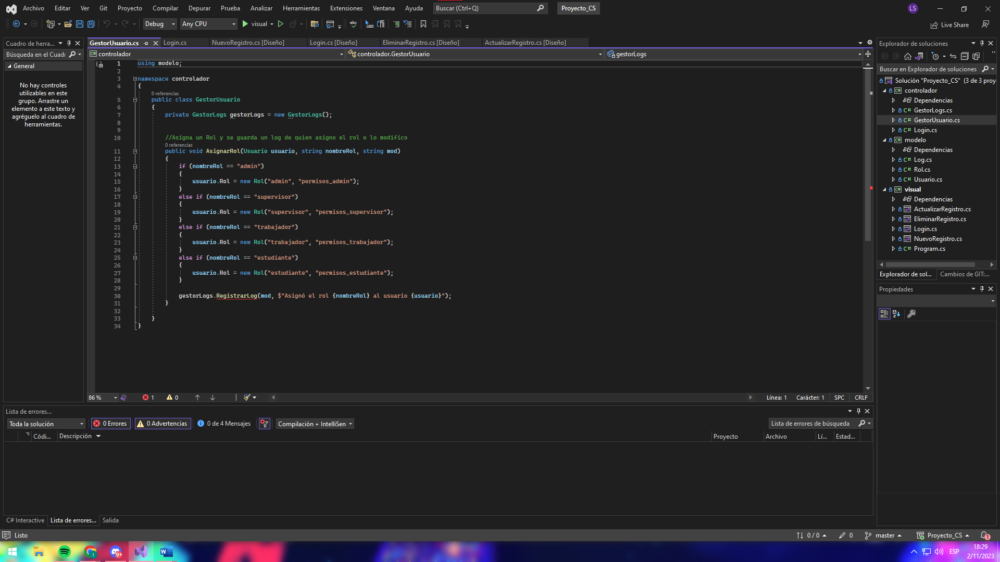 Archivo Editar Ver Git Proyecto Compilar Depurar Prueba Analizar Herramientas Extensiones Ventana Ayuda Buscar (Ctrl+Q) Proyecto_CS LS
Debug Any CPU visual Live Share
Cuadro de herra...
Búsqueda en el Cuadı
General
No hay controles
utilizables en este
grupo. Arrastre un
elemento a este texto y
agréguelo al cuadro de
herramientas.
GestorUsuario.cs Login.cs NuevoRegistro.cs [Diseño] Login.cs [Diseño] EliminarRegistro.cs [Diseño] ActualizarRegistro.cs [Diseño]
controlador controlador.GestorUsuario gestorLogs
1 using modelo;
2
3 namespace controlador
4 {
0 referencias
5 public class GestorUsuario
6 {
7 private GestorLogs gestorLogs = new GestorLogs();
8
9
10 //Asigna un Rol y se guarda un log de quien asigno el rol o lo modifico
0 referencias
11 public void AsignarRol(Usuario usuario, string nombreRol, string mod)
12 {
13 if (nombreRol == "admin")
14 {
15 usuario.Rol = new Rol("admin", "permisos_admin");
16 }
17 else if (nombreRol == "supervisor")
18 {
19 usuario.Rol = new Rol("supervisor", "permisos_supervisor");
20 }
21 else if (nombreRol == "trabajador")
22 {
23 usuario.Rol = new Rol("trabajador", "permisos_trabajador");
24 }
25 else if (nombreRol == "estudiante")
26 {
27 usuario.Rol = new Rol("estudiante", "permisos_estudiante");
28 }
29
30 gestorLogs.RegistrarLog(mod, $"Asignó el rol {nombreRol} al usuario {usuario}");
31 }
32
33 }
34 }
86 % 1 0 Línea: 1 Carácter: 1 SPC CRLF
Explorador de soluciones
Buscar en Explorador de soluciones
Solución "Proyecto_CS" (3 de 3 proy
controlador
Dependencias
C# GestorLogs.cs
C# GestorUsuario.cs
C# Login.cs
modelo
Dependencias
C# Log.cs
C# Rol.cs
C# Usuario.cs
visual
Dependencias
ActualizarRegistro.cs
EliminarRegistro.cs
Login.cs
NuevoRegistro.cs
C# Program.cs
Explorador de sol... Cambios de GIT:...
Propiedades
Lista de errores...
Toda la solución 0 Errores 0 Advertencias 0 de 4 Mensajes Compilación + IntelliSen Lista de errores de búsqueda
Códi... Descripción Proyecto Archivo Lí... Estad...
C# Interactive Lista de errores... Salida
Listo 0 / 0 0 master Proyecto_CS 1
9+ ESP 18:29
2/11/2023